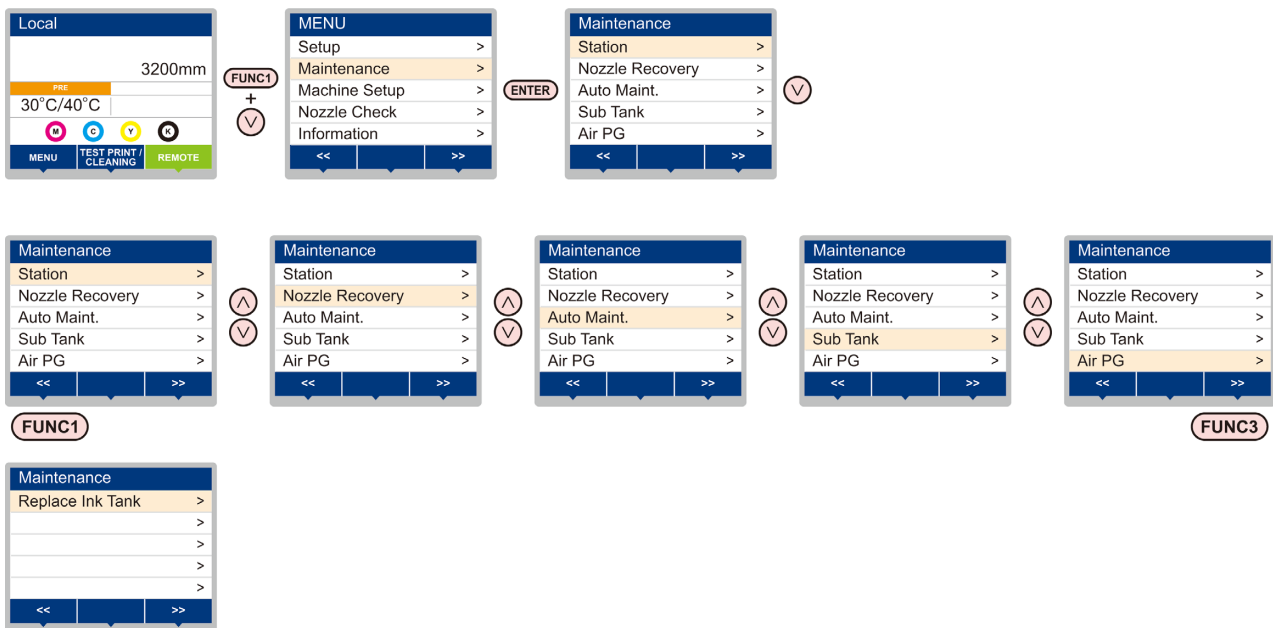 Local
3200mm
PRE
30°C/40°C
M C Y K
MENU
TEST PRINT /
CLEANING
REMOTE
FUNC1
+
MENU
Setup >
Maintenance >
Machine Setup >
Nozzle Check >
Information >
<< >>
ENTER
Maintenance
Station >
Nozzle Recovery >
Auto Maint. >
Sub Tank >
Air PG >
<< >>
Maintenance
Station >
Nozzle Recovery >
Auto Maint. >
Sub Tank >
Air PG >
<< >>
FUNC1
Maintenance
Station >
Nozzle Recovery >
Auto Maint. >
Sub Tank >
Air PG >
<< >>
Maintenance
Station >
Nozzle Recovery >
Auto Maint. >
Sub Tank >
Air PG >
<< >>
Maintenance
Station >
Nozzle Recovery >
Auto Maint. >
Sub Tank >
Air PG >
<< >>
Maintenance
Station >
Nozzle Recovery >
Auto Maint. >
Sub Tank >
Air PG >
<< >>
FUNC3
Maintenance
Replace Ink Tank >
>
>
>
>
<< >>